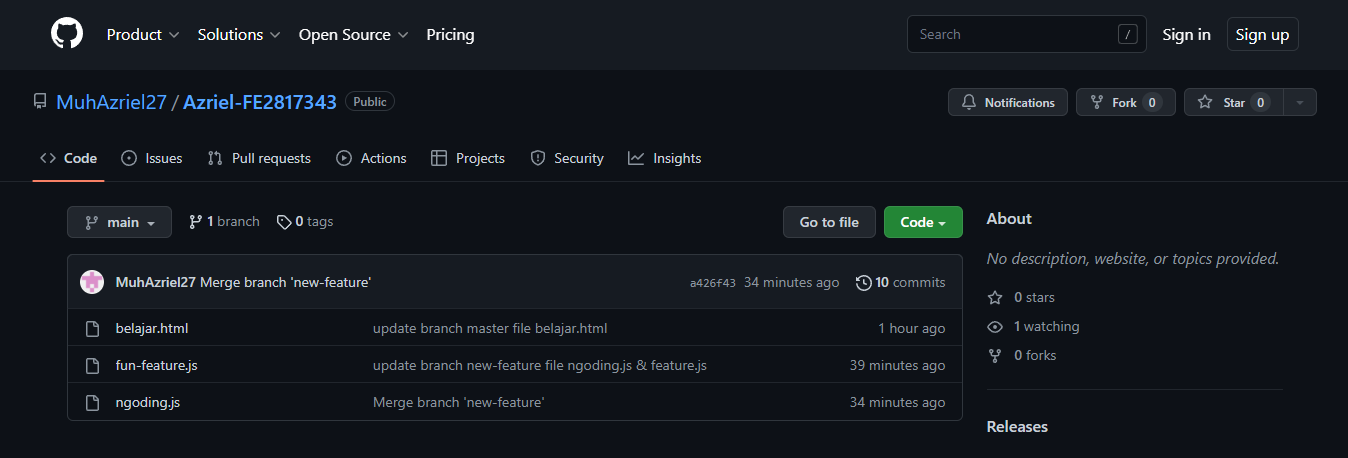 Product Solutions Open Source Pricing Search / Sign in Sign up
MuhAzriel27 / Azriel-FE2817343 Public Notifications Fork 0 Star 0
Code Issues Pull requests Actions Projects Security Insights
main 1 branch 0 tags Go to file Code
MuhAzriel27 Merge branch 'new-feature' a426f43 34 minutes ago 10 commits
belajar.html update branch master file belajar.html 1 hour ago
fun-feature.js update branch new-feature file ngoding.js & feature.js 39 minutes ago
ngoding.js Merge branch 'new-feature' 34 minutes ago
About
No description, website, or topics provided.
0 stars
1 watching
0 forks
Releases